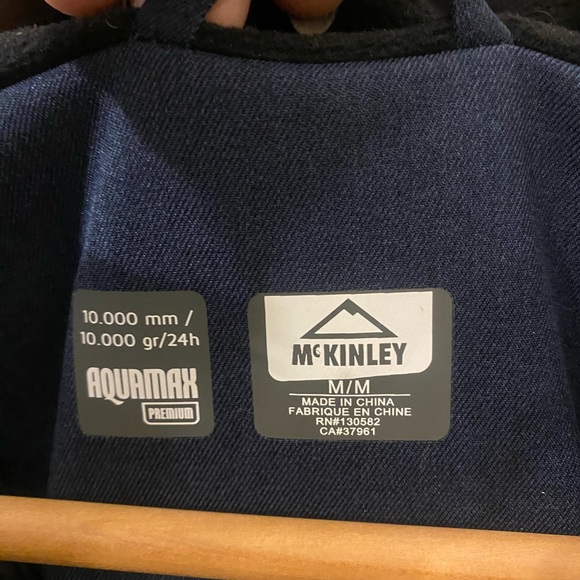 10.000 mm /
10.000 gr/24h
AQUAMAX
PREMIUM
McKINLEY
M/M
MADE IN CHINA
FABRIQUE EN CHINE
RN#130582
CA#37961